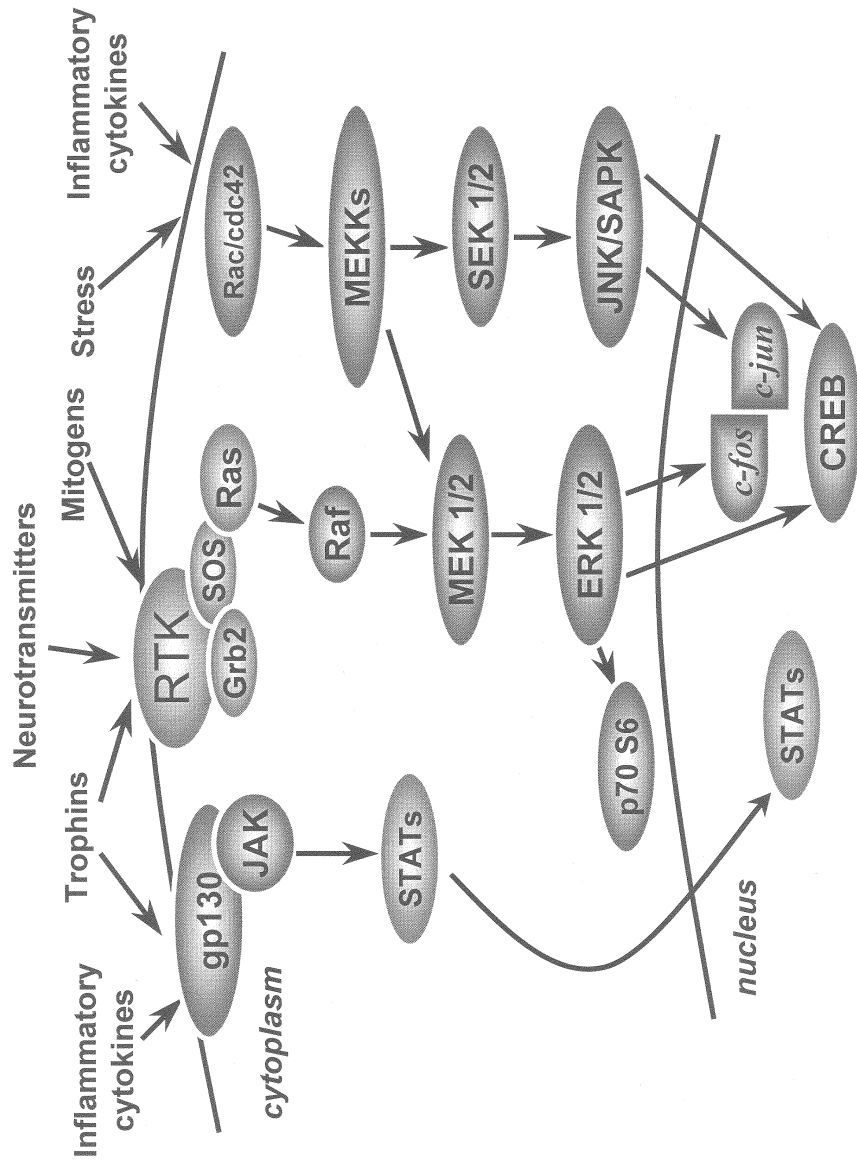 Neurotransmitters
Inflammatory
cytokines
Trophins
Mitogens
Stress
Inflammatory
cytokines
gp130
JAK
RTK
Grb2
SOS
Ras
Rac/cdc42
cytoplasm
Raf
MEKKs
STATs
MEK 1/2
SEK 1/2
p70 S6
ERK 1/2
JNK/SAPK
nucleus
STATs
c-fos
c-jun
CREB